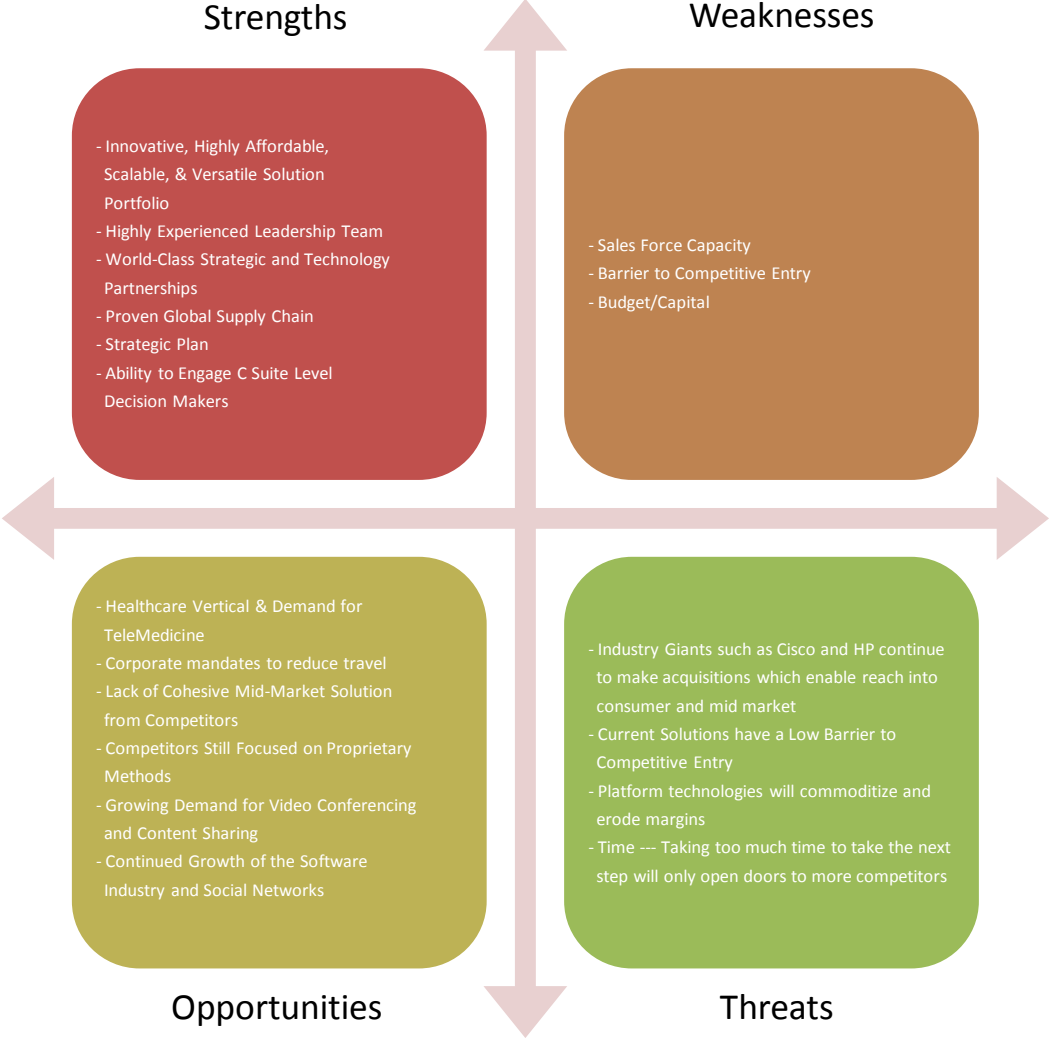 Strengths
- Innovative, Highly Affordable,
Scalable, & Versatile Solution
Portfolio
- Highly Experienced Leadership Team
- World-Class Strategic and Technology
Partnerships
- Proven Global Supply Chain
- Strategic Plan
- Ability to Engage C Suite Level
Decision Makers
Weaknesses
- Sales Force Capacity
- Barrier to Competitive Entry
- Budget/Capital
- Healthcare Vertical & Demand for
TeleMedicine
- Corporate mandates to reduce travel
- Lack of Cohesive Mid-Market Solution
from Competitors
- Competitors Still Focused on Proprietary
Methods
- Growing Demand for Video Conferencing
and Content Sharing
- Continued Growth of the Software
Industry and Social Networks
Opportunities
- Industry Giants such as Cisco and HP continue
to make acquisitions which enable reach into
consumer and mid market
- Current Solutions have a Low Barrier to
Competitive Entry
- Platform technologies will commoditize and
erode margins
- Time --- Taking too much time to take the next
step will only open doors to more competitors
Threats